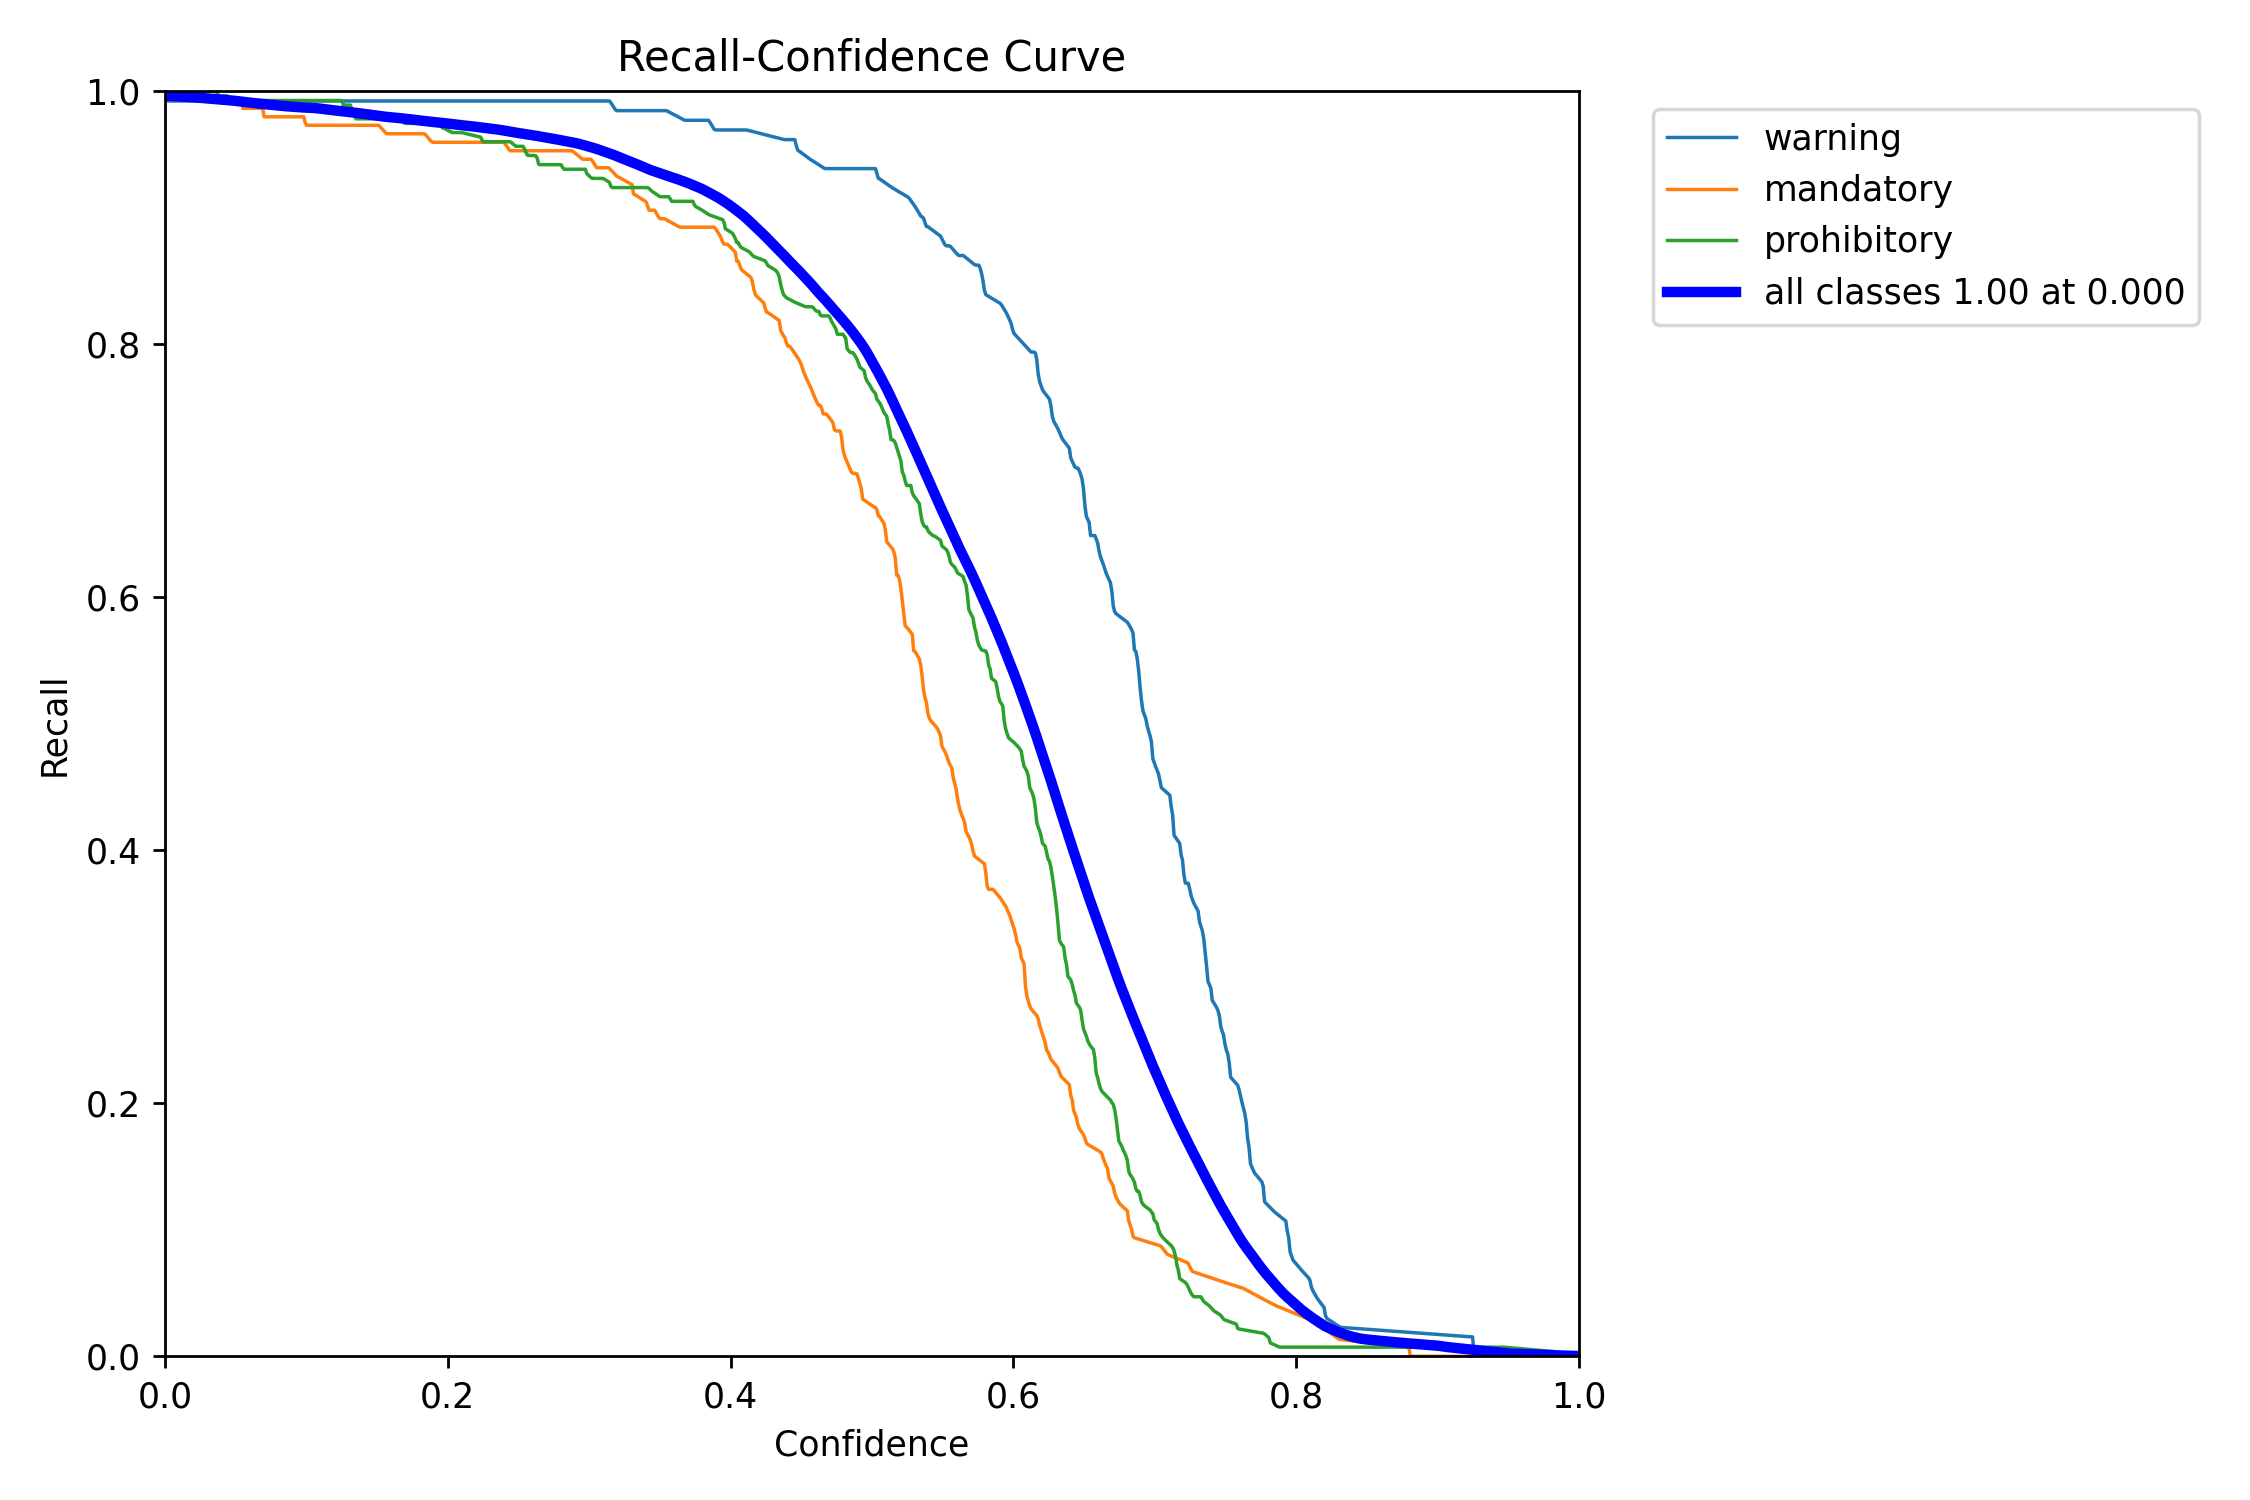 Recall-Confidence Curve
1.0
0.8
0.6
0.4
0.2
0.0
Recall
0.0 0.2 0.4 0.6 0.8 1.0
Confidence
warning
mandatory
prohibitory
all classes 1.00 at 0.000